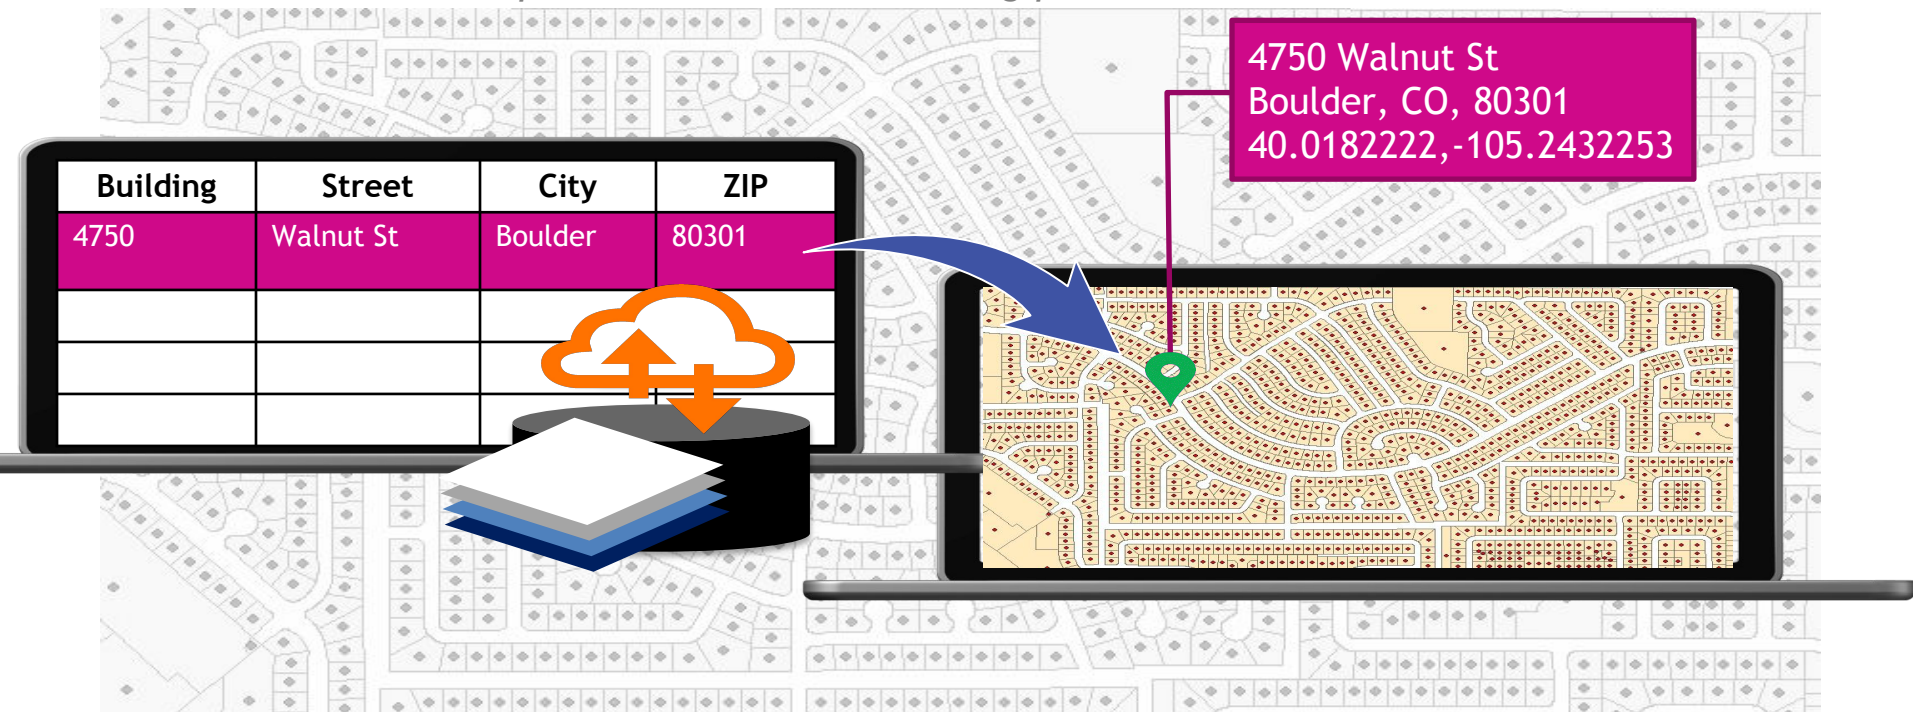 Building Street City ZIP
4750 Walnut St Boulder 80301
4750 Walnut St
Boulder, CO, 80301
40.0182222,-105.2432253